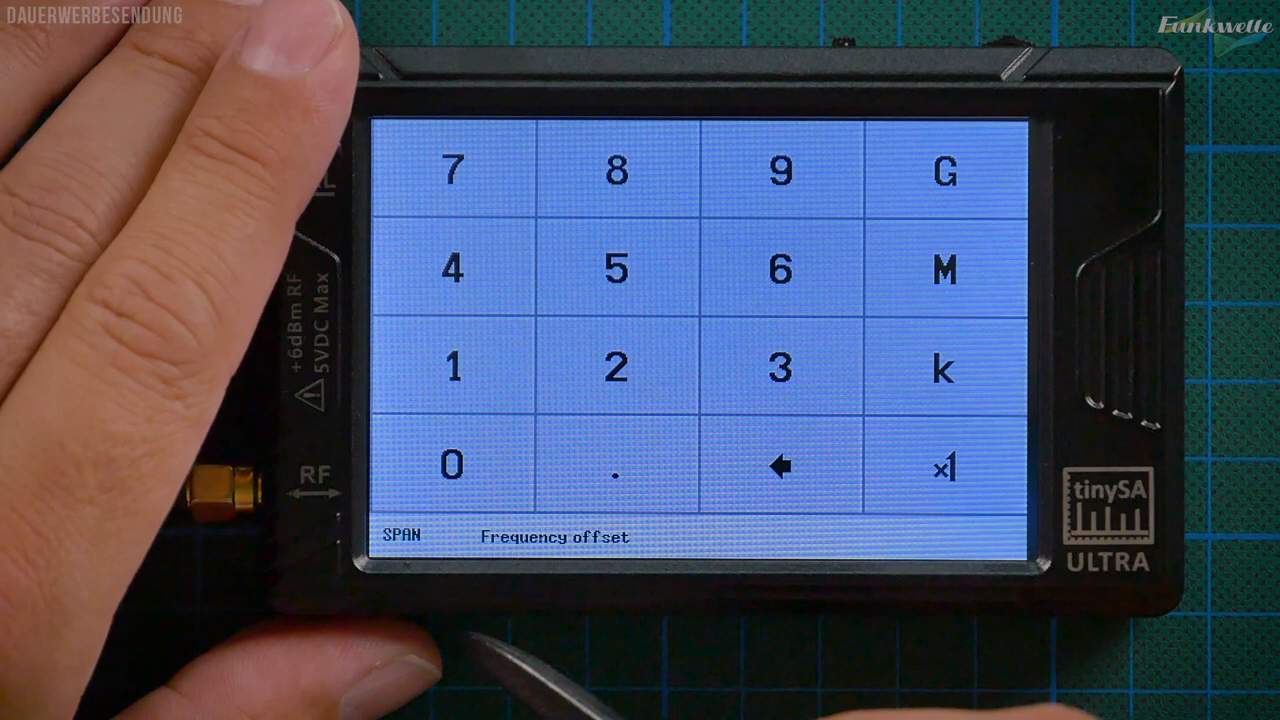 DAUERWERBESENDUNG
Funkwelle
7 8 9 G
4 5 6 M
1 2 3 k
0 . x1
SPAN Frequency offset
+6dBm RF
5VDC Max
RF
tinySA
ULTRA